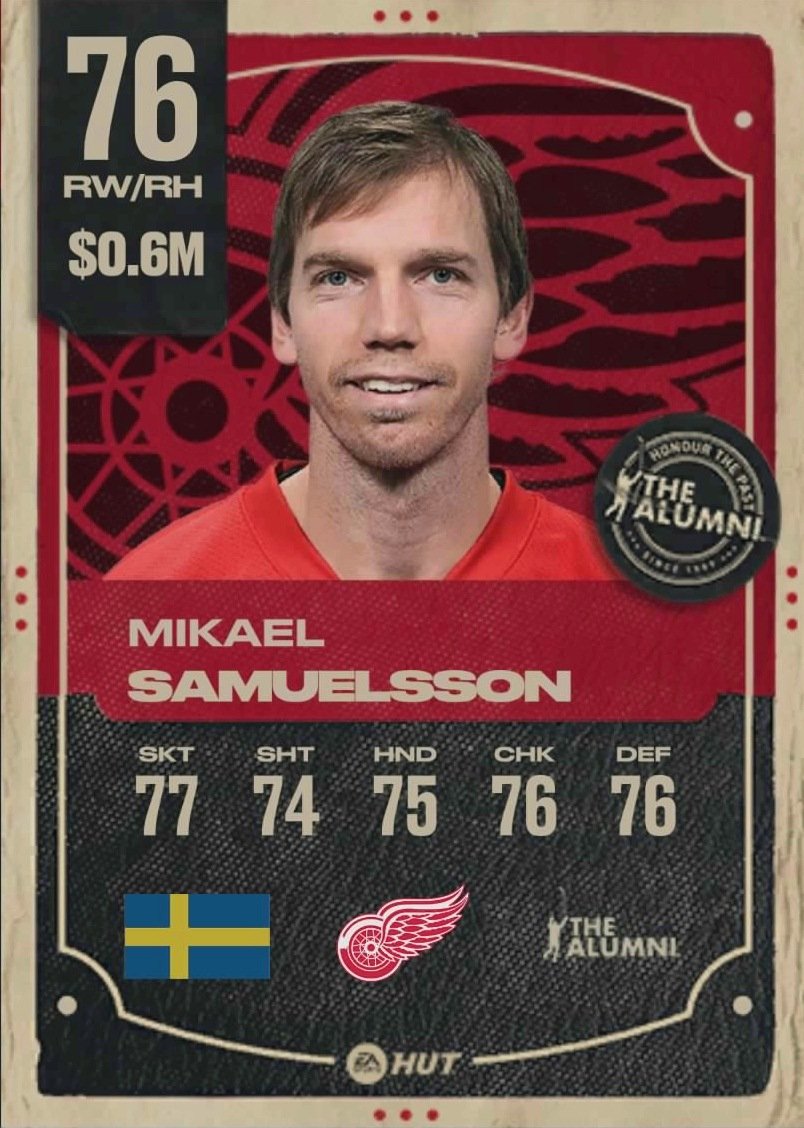 76
RW/RH
$0.6M
HONOUR THE PAST
THE
ALUMNI
MIKAEL
SAMUELSSON
SKT SHT HND CHK DEF
77 74 75 76 76
THE
ALUMNI
EA
HUT